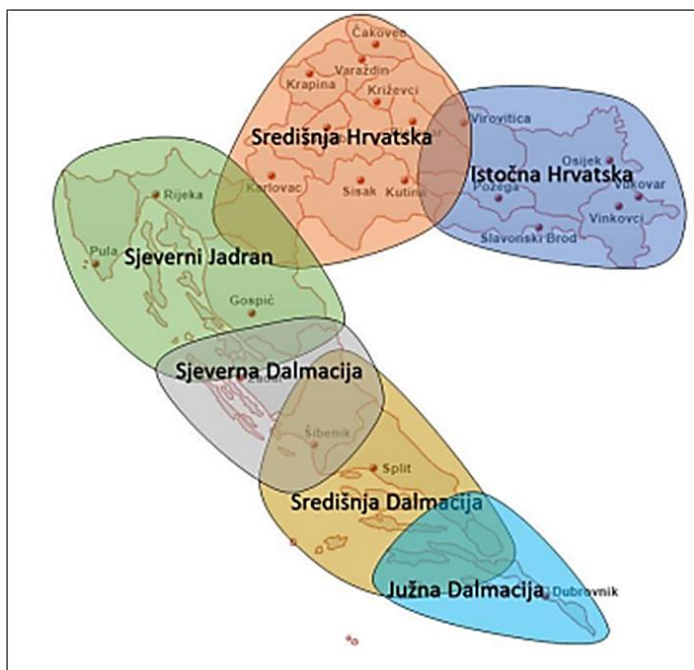 Čakovec
Varaždin
Krapina
Križevci
Središnja Hrvatska
Virovitica
Osijek
Istočna Hrvatska
Karlovac
Sisak
Kutina
Požega
Vukovar
Vinkovci
Slavonski Brod
Rijeka
Pula
Sjeverni Jadran
Gospić
Sjeverna Dalmacija
Šibenik
Split
Središnja Dalmacija
Južna Dalmacija
Dubrovnik